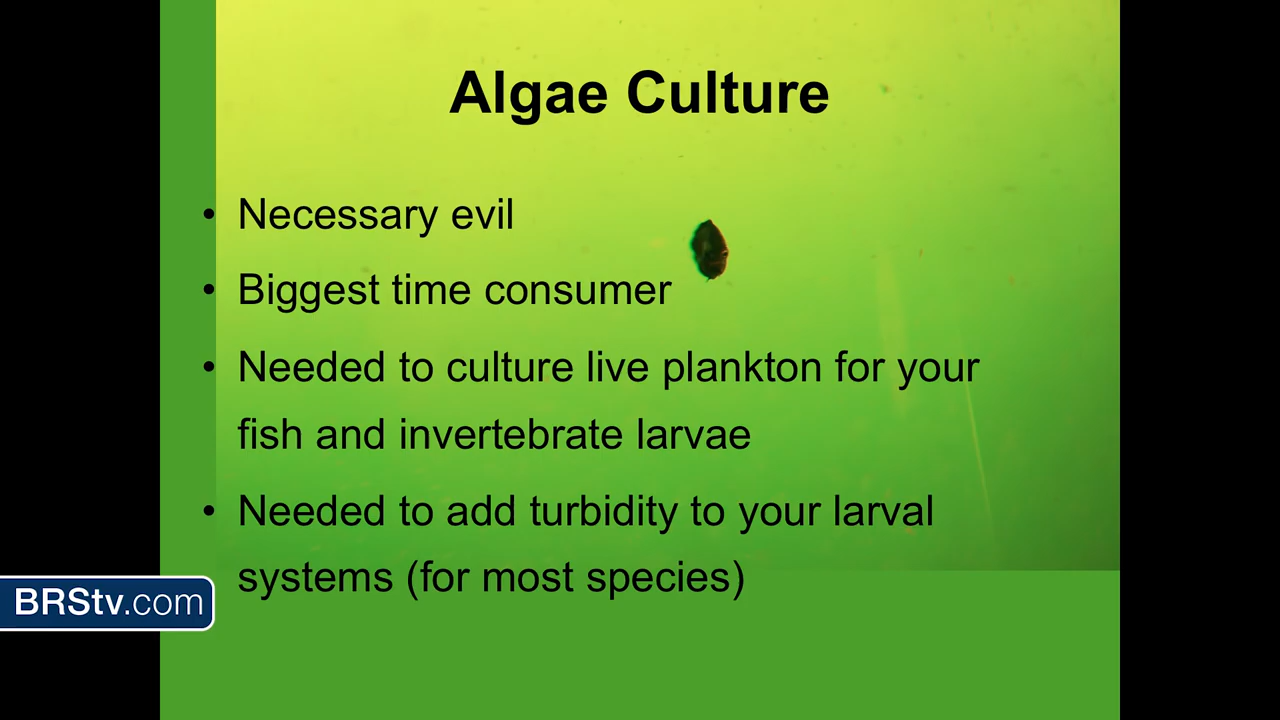 Algae Culture
• Necessary evil
• Biggest time consumer
• Needed to culture live plankton for your
fish and invertebrate larvae
• Needed to add turbidity to your larval
systems (for most species)
BRStv.com